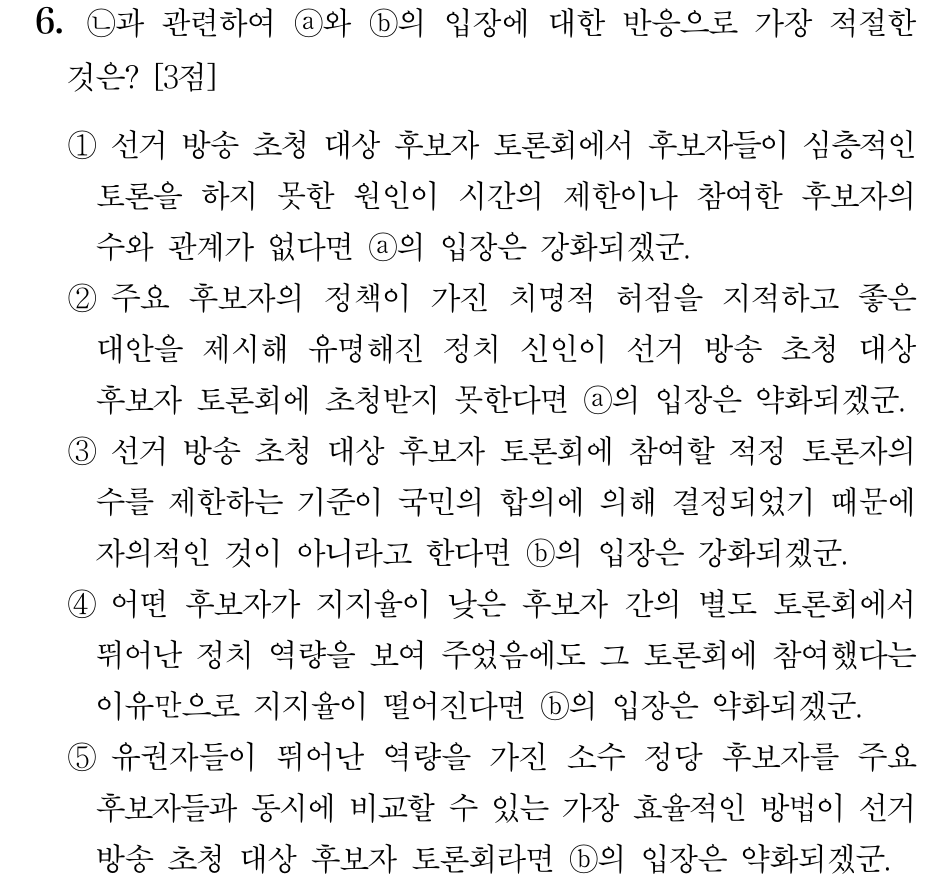 6. ㉡과 관련하여 ⓐ와 ⓑ의 입장에 대한 반응으로 가장 적절한
것은? [3점]
① 선거 방송 초청 대상 후보자 토론회에서 후보자들이 심층적인
토론을 하지 못한 원인이 시간의 제한이나 참여한 후보자의
수와 관계가 없다면 ⓐ의 입장은 강화되겠군.
② 주요 후보자의 정책이 가진 치명적 허점을 지적하고 좋은
대안을 제시해 유명해진 정치 신인이 선거 방송 초청 대상
후보자 토론회에 초청받지 못한다면 ⓐ의 입장은 약화되겠군.
③ 선거 방송 초청 대상 후보자 토론회에 참여할 적정 토론자의
수를 제한하는 기준이 국민의 합의에 의해 결정되었기 때문에
자의적인 것이 아니라고 한다면 ⓑ의 입장은 강화되겠군.
④ 어떤 후보자가 지지율이 낮은 후보자 간의 별도 토론회에서
뛰어난 정치 역량을 보여 주었음에도 그 토론회에 참여했다는
이유만으로 지지율이 떨어진다면 ⓑ의 입장은 약화되겠군.
⑤ 유권자들이 뛰어난 역량을 가진 소수 정당 후보자를 주요
후보자들과 동시에 비교할 수 있는 가장 효율적인 방법이 선거
방송 초청 대상 후보자 토론회라면 ⓑ의 입장은 약화되겠군.